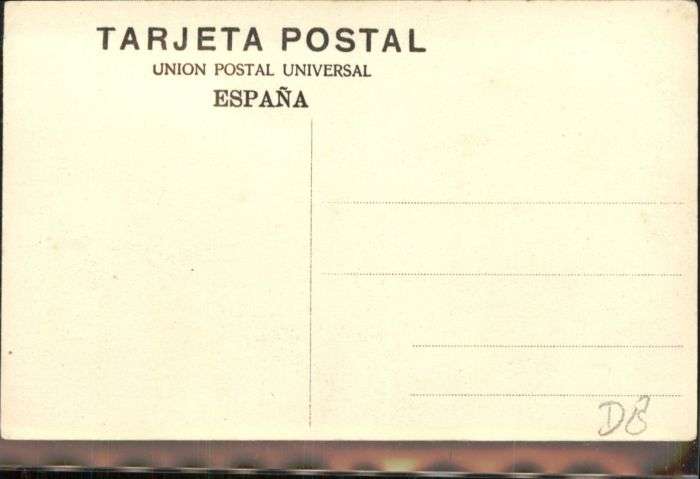 TARJETA POSTAL
UNION POSTAL UNIVERSAL
ESPAÑA
D8